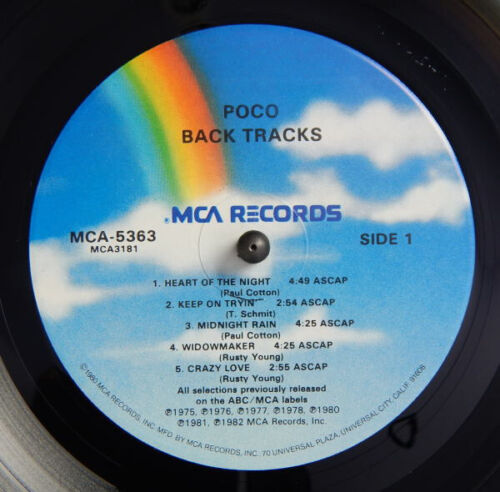 POCO
BACK TRACKS
MCA RECORDS
MCA-5363
MCA3181
SIDE 1
1. HEART OF THE NIGHT 4:49 ASCAP
(Paul Cotton)
2. KEEP ON TRYIN' 2:54 ASCAP
(T. Schmit)
3. MIDNIGHT RAIN 4:25 ASCAP
(Paul Cotton)
4. WIDOWMAKER 4:25 ASCAP
(Rusty Young)
5. CRAZY LOVE 2:55 ASCAP
(Rusty Young)
All selections previously released
on the ABC/MCA labels
℗1975, ℗1976, ℗1977, ℗1978, ℗1980
℗1981, ℗1982 MCA Records, Inc.
©1980 MCA RECORDS, INC. MFD. BY MCA RECORDS, INC. 70 UNIVERSAL PLAZA, UNIVERSAL CITY, CALIF. 91608